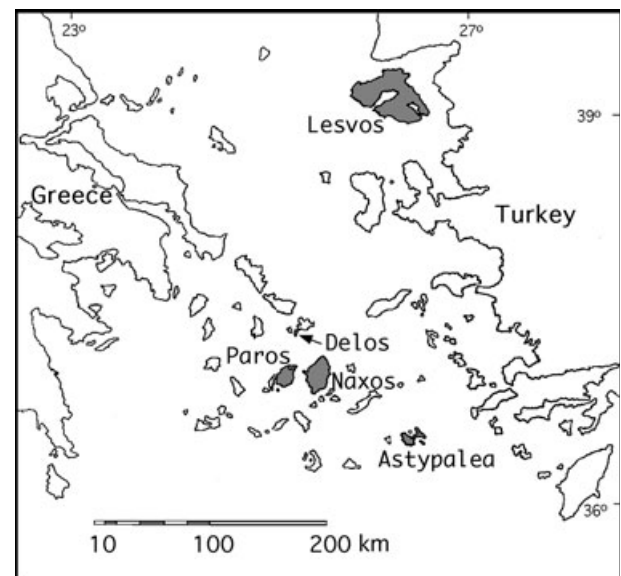 23°
27°
39°
Lesvos
Greece
Turkey
Delos
Paros
Naxos
Astypalea
36°
10 100 200 km